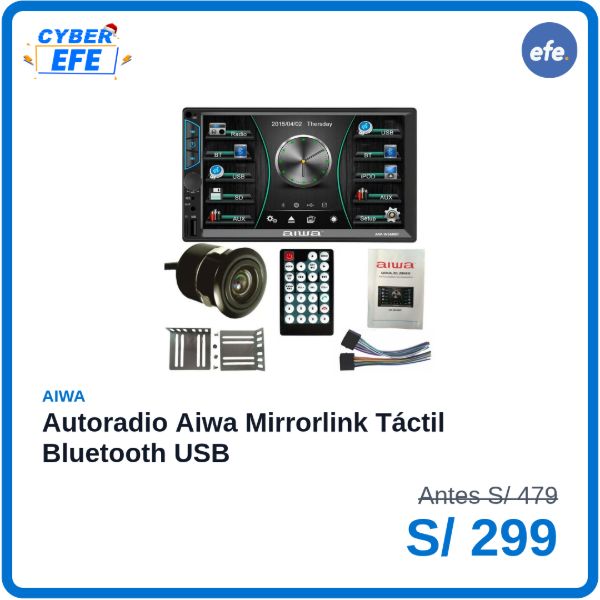 CYBER
EFE
efe.
2015/04/02 Thursday
Radio
USB
BT
BT
USB
iPOD
SD
AUX
AUX
Setup
aiwa
aiwa
AIWA
Autoradio Aiwa Mirrorlink Táctil
Bluetooth USB
Antes S/ 479
S/ 299